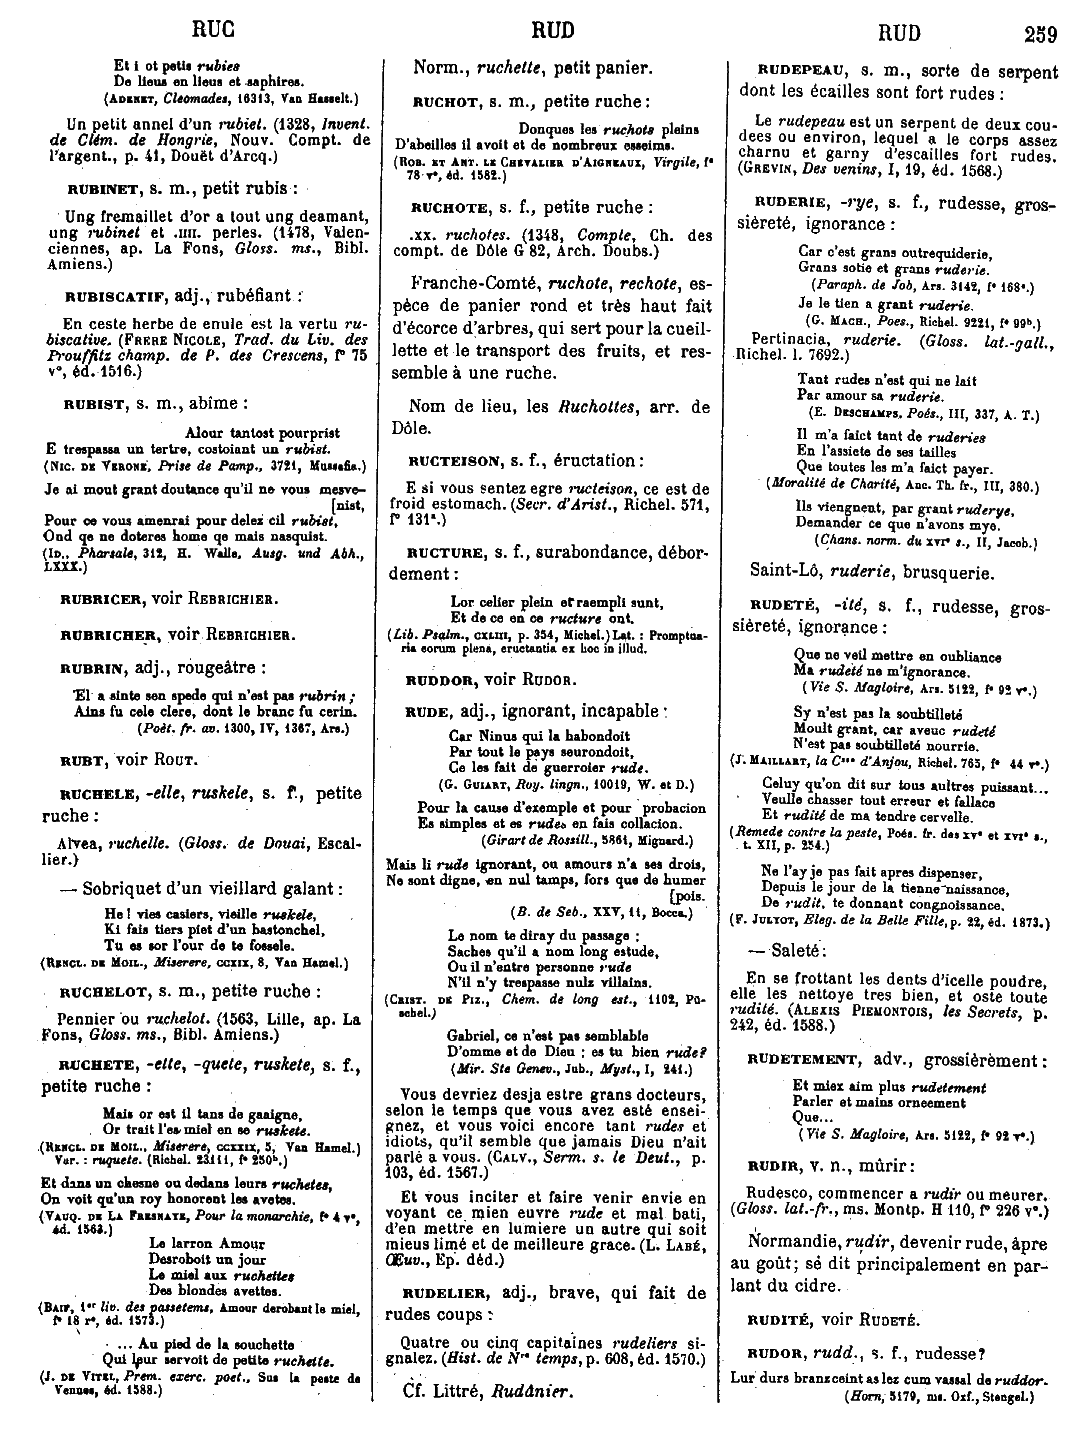 RUC
RUD
RUD
259
Et i ot petis rubies
De lieus en lieus et saphires.
(ADENET, Cleomades, 16313, Van Hasselt.)
Un petit annel d'un rubiet. (1328, Invent.
de Clém. de Hongrie, Nouv. Compt. de
l'argent., p. 41, Douët d'Arcq.)
RUBINET, s. m., petit rubis :
Ung fremaillet d'or a tout ung deamant,
ung rubinet et .IIII. perles. (1478, Valen-
ciennes, ap. La Fons, Gloss. ms., Bibl.
Amiens.)
RUBISCATIF, adj., rubéfiant :
En ceste herbe de enule est la vertu ru-
biscative. (FRERE NICOLE, Trad. du Liv. des
Prouffitz champ. de P. des Crescens, f° 75
v°, éd. 1516.)
RUBIST, s. m., abîme :
Alour tantost pourprist
E trespassa un tertre, costoiant un rubist.
(NIC. DE VERONE, Prise de Pamp., 3721, Mussafia.)
Je ai mout grant doutance qu'il ne vous mesve-
[nist,
Pour ce vous amenrai pour delez cil rubist,
Ond qe ne doteres home qe mais nasquist.
(ID., Pharsale, 312, H. Walle, Ausg. und Abh.,
LXXX.)
RUBRICER, voir REBRICHIER.
RUBRICHER, voir REBRICHIER.
RUBRIN, adj., rougeâtre :
El a sinte sen spede qui n'est pas rubrin ;
Ains fu cele clere, dont le branc fu cerin.
(Poèt. fr. av. 1300, IV, 1367, Ars.)
RUBT, voir ROUT.
RUCHELE, -elle, ruskele, s. f., petite
ruche :
Alvea, ruchelle. (Gloss. de Douai, Escal-
lier.)
— Sobriquet d'un vieillard galant :
He ! vies casiers, vieille ruskele,
Ki fais tiers piet d'un bastonchel,
Tu es sor l'our de te fossele.
(RENCL. DE MOIL., Miserere, CCXIX, 8, Van Hamel.)
RUCHELOT, s. m., petite ruche :
Pennier ou ruchelot. (1563, Lille, ap. La
Fons, Gloss. ms., Bibl. Amiens.)
RUCHETE, -ette, -quete, ruskete, s. f.,
petite ruche :
Mais or est il tans de gaaigne,
Or trait l'es miel en se ruskete.
(RENCL. DE MOIL., Miserere, CCXXIX, 5, Van Hamel.)
Var. : ruquete. (Richel. 23111, f° 250ᵇ.)
Et dans un chesne ou dedans leurs ruchetes,
On voit qu'un roy honorent les avetes.
(VAUQ. DE LA FRESNAYE, Pour la monarchie, f° 4 v°,
éd. 1563.)
Le larron Amour
Desroboit un jour
Le miel aux ruchettes
Des blondes avettes.
(BAIF, 1ᵉʳ liv. des passetems, Amour derobant le miel,
f° 18 r°, éd. 1573.)
... Au pied de la souchette
Qui leur servoit de petite ruchette.
(J. DE VITEL, Prem. exerc. poet., Sus la peste de
Vennes, éd. 1588.)
Norm., ruchette, petit panier.
RUCHOT, s. m., petite ruche :
Donques les ruchots pleins
D'abeilles il avoit et de nombreux esseims.
(ROB. ET ANT. LE CHEVALIER D'AIGNEAUX, Virgile, f°
78 v°, éd. 1582.)
RUCHOTE, s. f., petite ruche :
.XX. ruchotes. (1348, Compte, Ch. des
compt. de Dôle G 82, Arch. Doubs.)
Franche-Comté, ruchote, rechote, es-
pèce de panier rond et très haut fait
d'écorce d'arbres, qui sert pour la cueil-
lette et le transport des fruits, et res-
semble à une ruche.
Nom de lieu, les Ruchottes, arr. de
Dôle.
RUCTEISON, s. f., éructation :
E si vous sentez egre ructeison, ce est de
froid estomach. (Secr. d'Arist., Richel. 571,
f° 131ᵃ.)
RUCTURE, s. f., surabondance, débor-
dement :
Lor celier plein et raempli sunt,
Et de ce en ce ructure ont.
(Lib. Psalm., CXLIII, p. 354, Michel.) Lat. : Promptua-
ria eorum plena, eructantia ex hoc in illud.
RUDDOR, voir RUDOR.
RUDE, adj., ignorant, incapable :
Car Ninus qui la habondoit
Par tout le pays seurondoit,
Ce les fait de guerroier rude.
(G. GUIART, Roy. lingn., 10019, W. et D.)
Pour la cause d'exemple et pour probacion
Es simples et es rudes en fais collacion.
(Girart de Rossill., 5861, Mignard.)
Mais li rude ignorant, ou amours n'a ses drois,
Ne sont digne, en nul tamps, fors que de humer
[pois.
(B. de Seb., XXV, 11, Bocca.)
Le nom te diray du passage :
Saches qu'il a nom long estude,
Ou il n'entre personne rude
N'il n'y trespasse nulz villains.
(CRIST. DE PIZ., Chem. de long est., 1102, Pü-
schel.)
Gabriel, ce n'est pas semblable
D'omme et de Dieu : es tu bien rude?
(Mir. Ste Genev., Jub., Myst., I, 241.)
Vous devriez desja estre grans docteurs,
selon le temps que vous avez esté ensei-
gnez, et vous voici encore tant rudes et
idiots, qu'il semble que jamais Dieu n'ait
parlé a vous. (CALV., Serm. s. le Deut., p.
103, éd. 1567.)
Et vous inciter et faire venir envie en
voyant ce mien euvre rude et mal bati,
d'en mettre en lumiere un autre qui soit
mieus limé et de meilleure grace. (L. LABÉ,
Œuv., Ep. déd.)
RUDELIER, adj., brave, qui fait de
rudes coups :
Quatre ou cinq capitaines rudeliers si-
gnalez. (Hist. de Nʳᵉ temps, p. 608, éd. 1570.)
Cf. Littré, Rudânier.
RUDEPEAU, s. m., sorte de serpent
dont les écailles sont fort rudes :
Le rudepeau est un serpent de deux cou-
dees ou environ, lequel a le corps assez
charnu et garny d'escailles fort rudes.
(GREVIN, Des venins, I, 19, éd. 1568.)
RUDERIE, -rye, s. f., rudesse, gros-
sièreté, ignorance :
Car c'est grans outrequiderie,
Grans sotie et grans ruderie.
(Paraph. de Job, Ars. 3142, f° 168ᵃ.)
Je le tien a grant ruderie.
(G. MACH., Poes., Richel. 9221, f° 99ᵇ.)
Pertinacia, ruderie. (Gloss. lat.-gall.,
Richel. l. 7692.)
Tant rudes n'est qui ne lait
Par amour sa ruderie.
(E. DESCHAMPS, Poés., III, 337, A. T.)
Il m'a faict tant de ruderies
En l'assiete de ses tailles
Que toutes les m'a faict payer.
(Moralité de Charité, Anc. Th. fr., III, 380.)
Ils viengnent, par grant ruderye,
Demander ce que n'avons mye.
(Chans. norm. du XVIᵉ s., II, Jacob.)
Saint-Lô, ruderie, brusquerie.
RUDETÉ, -ité, s. f., rudesse, gros-
sièreté, ignorance :
Que ne veil mettre en oubliance
Ma rudeté ne m'ignorance.
(Vie S. Magloire, Ars. 5122, f° 92 v°.)
Sy n'est pas la soubtilleté
Moult grant, car aveuc rudeté
N'est pas soubtilleté nourrie.
(J. MAILLART, la Cᵗᵉˢˢᵉ d'Anjou, Richel. 765, f° 44 r°.)
Celuy qu'on dit sur tous aultres puissant...
Veulle chasser tout erreur et fallace
Et rudité de ma tendre cervelle.
(Remede contre la peste, Poés. fr. des XVᵉ et XVIᵉ s.,
t. XII, p. 254.)
Ne l'ay je pas fait apres dispenser,
Depuis le jour de la tienne naissance,
De rudit. te donnant congnoissance.
(F. JULYOT, Eleg. de la Belle Fille, p. 22, éd. 1873.)
— Saleté :
En se frottant les dents d'icelle poudre,
elle les nettoye tres bien, et oste toute
rudité. (ALEXIS PIEMONTOIS, les Secrets, p.
242, éd. 1588.)
RUDETEMENT, adv., grossièrement :
Et miex aim plus rudetement
Parler et mains orneement
Que...
(Vie S. Magloire, Ars. 5122, f° 92 v°.)
RUDIR, v. n., mûrir :
Rudesco, commencer a rudir ou meurer.
(Gloss. lat.-fr., ms. Montp. H 110, f° 226 v°.)
Normandie, rudir, devenir rude, âpre
au goût; se dit principalement en par-
lant du cidre.
RUDITÉ, voir RUDETÉ.
RUDOR, rudd., s. f., rudesse?
Lur durs branz ceint as lez cum vassal de ruddor.
(Horn, 5179, ms. Oxf., Stengel.)